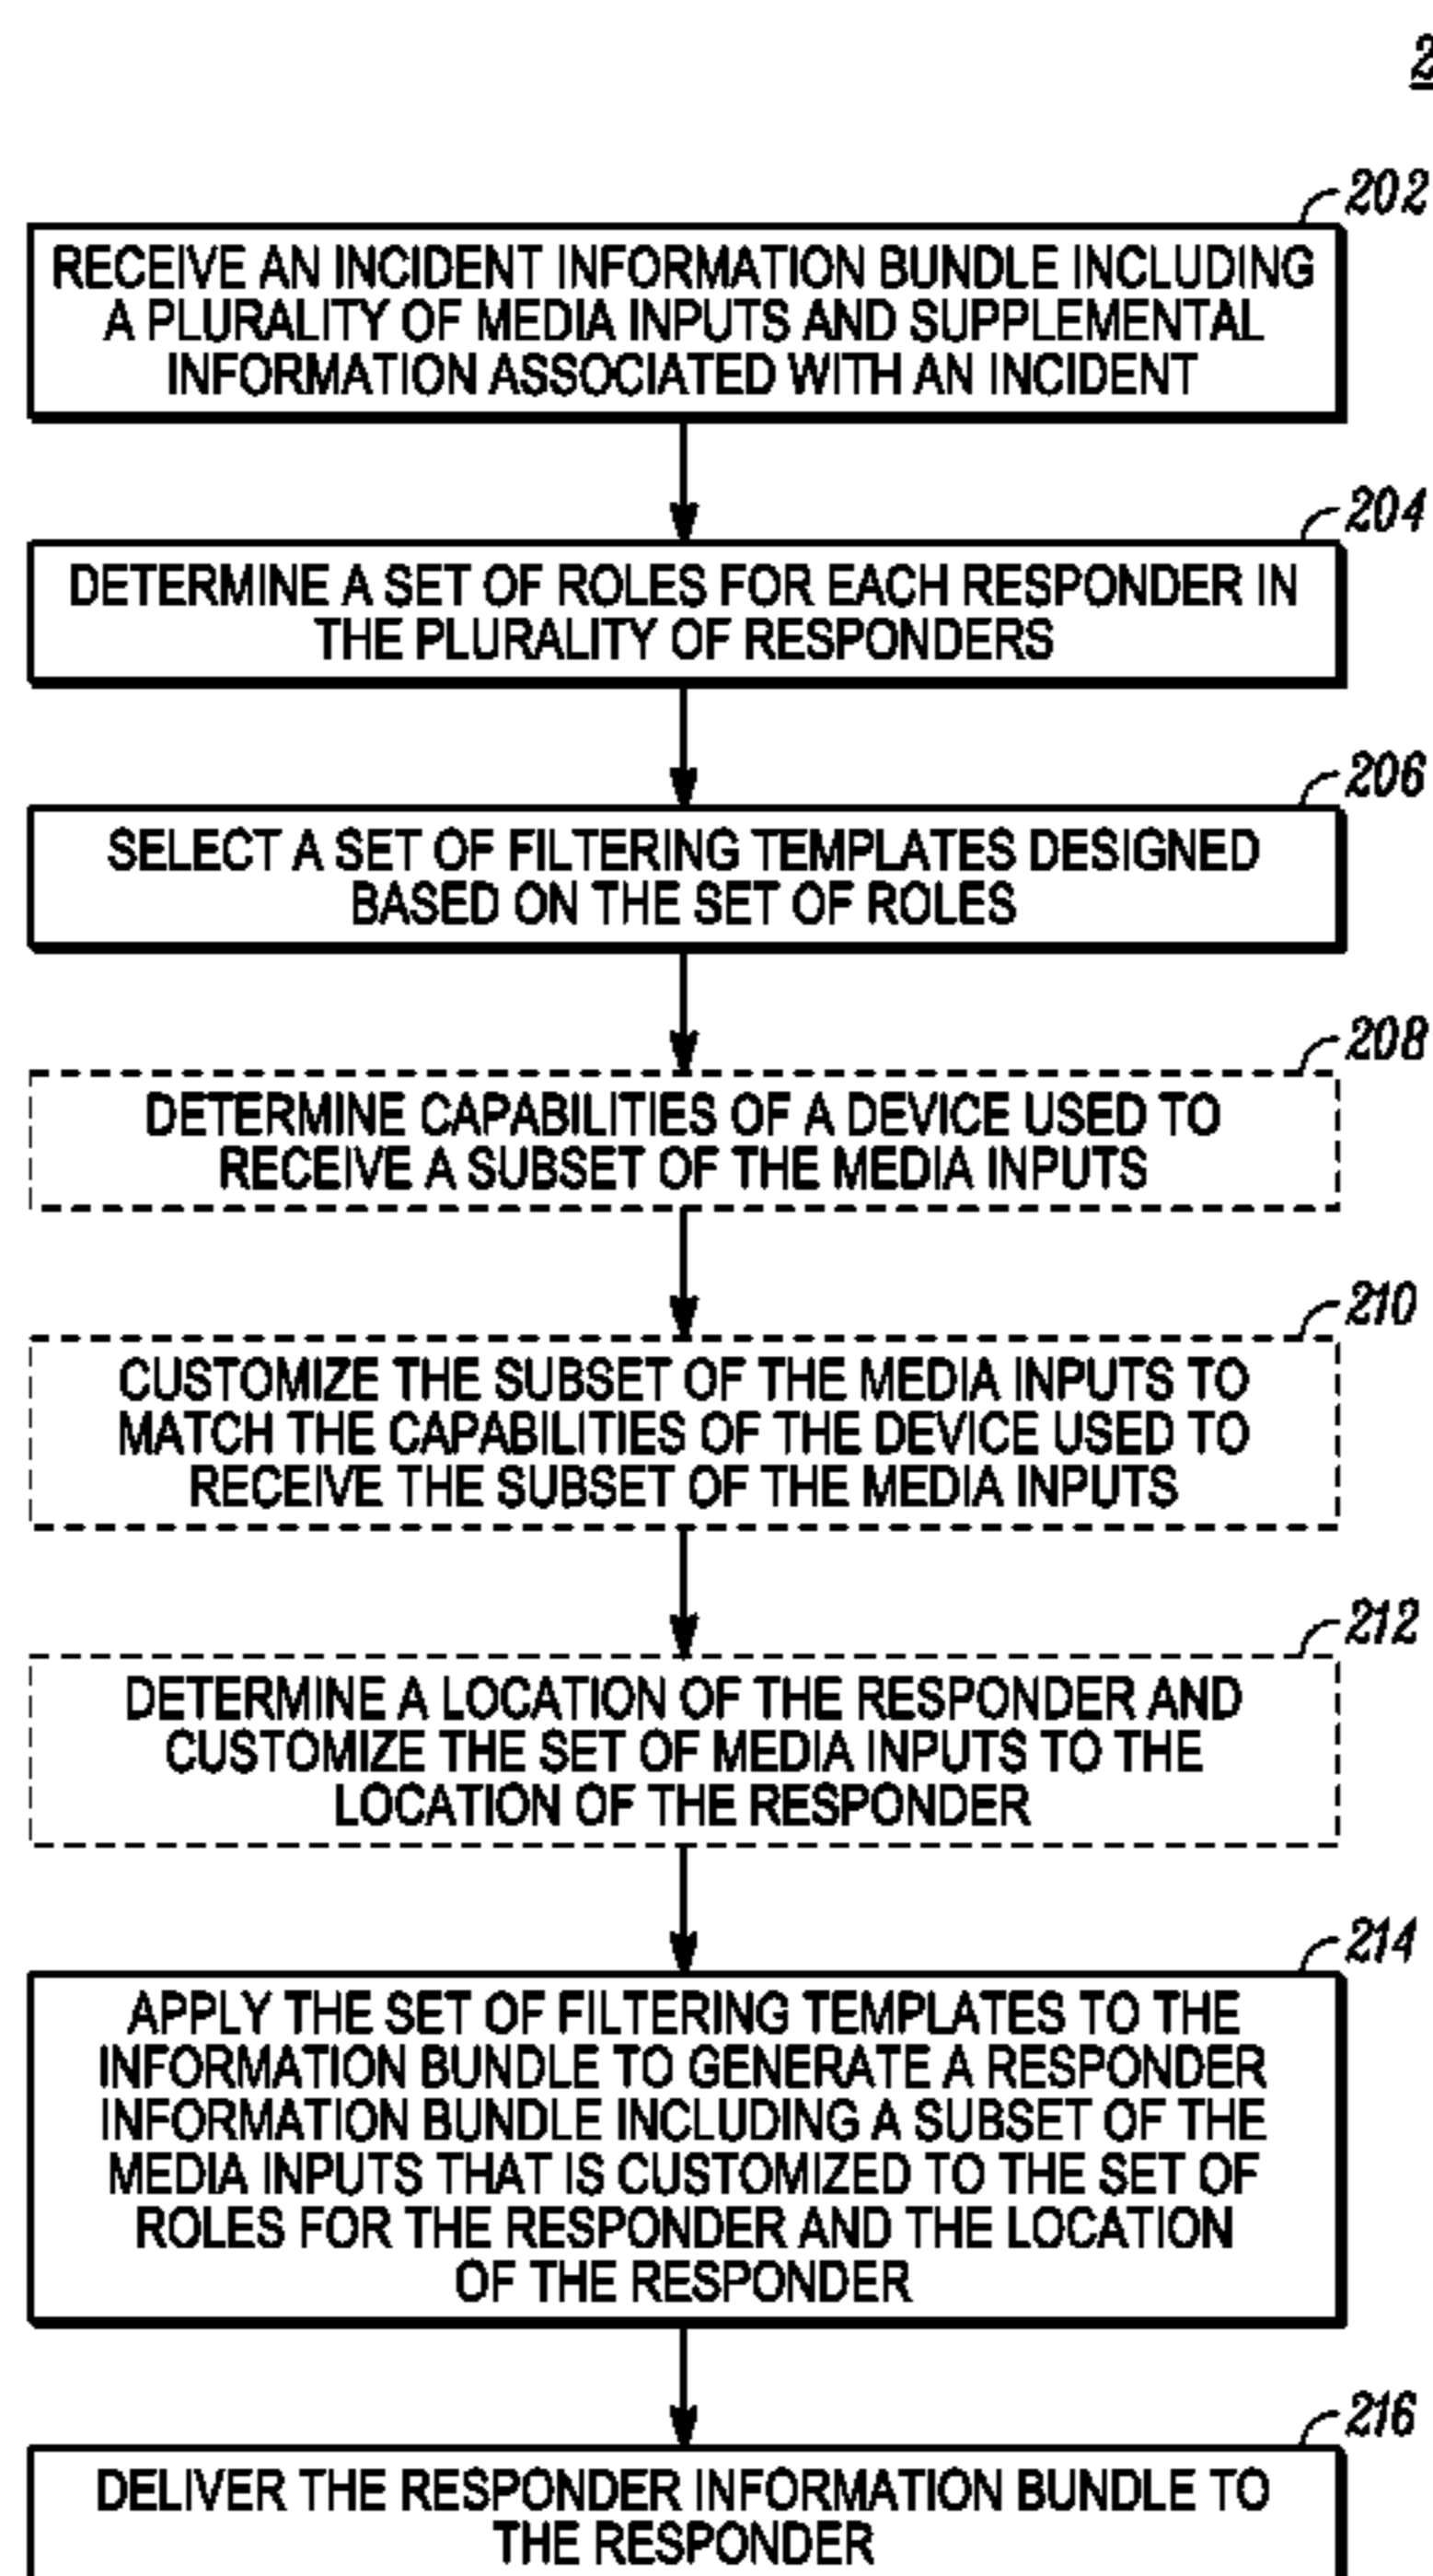 2
202
RECEIVE AN INCIDENT INFORMATION BUNDLE INCLUDING
A PLURALITY OF MEDIA INPUTS AND SUPPLEMENTAL
INFORMATION ASSOCIATED WITH AN INCIDENT
204
DETERMINE A SET OF ROLES FOR EACH RESPONDER IN
THE PLURALITY OF RESPONDERS
206
SELECT A SET OF FILTERING TEMPLATES DESIGNED
BASED ON THE SET OF ROLES
208
DETERMINE CAPABILITIES OF A DEVICE USED TO
RECEIVE A SUBSET OF THE MEDIA INPUTS
210
CUSTOMIZE THE SUBSET OF THE MEDIA INPUTS TO
MATCH THE CAPABILITIES OF THE DEVICE USED TO
RECEIVE THE SUBSET OF THE MEDIA INPUTS
212
DETERMINE A LOCATION OF THE RESPONDER AND
CUSTOMIZE THE SET OF MEDIA INPUTS TO THE
LOCATION OF THE RESPONDER
214
APPLY THE SET OF FILTERING TEMPLATES TO THE
INFORMATION BUNDLE TO GENERATE A RESPONDER
INFORMATION BUNDLE INCLUDING A SUBSET OF THE
MEDIA INPUTS THAT IS CUSTOMIZED TO THE SET OF
ROLES FOR THE RESPONDER AND THE LOCATION
OF THE RESPONDER
216
DELIVER THE RESPONDER INFORMATION BUNDLE TO
THE RESPONDER